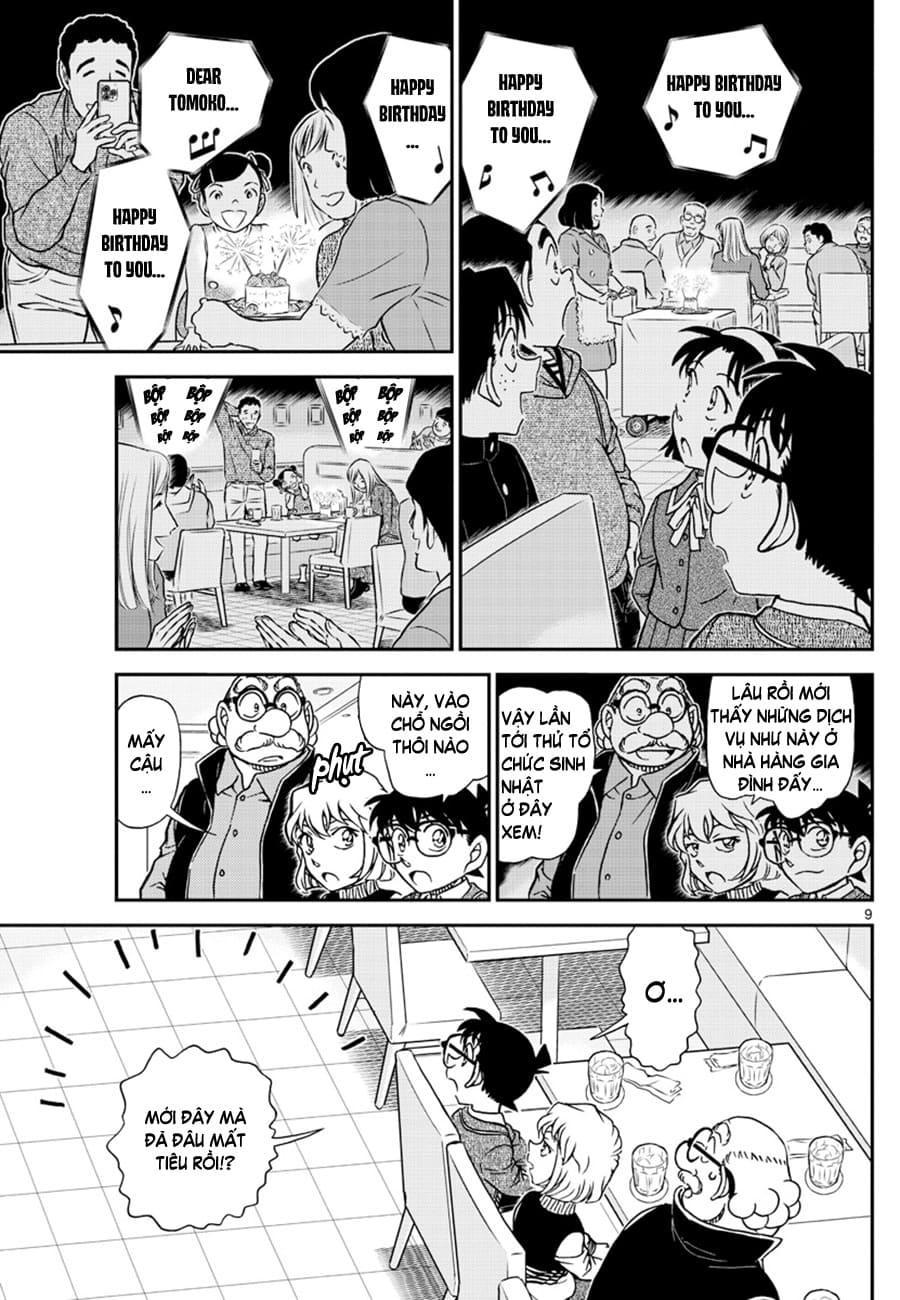 HAPPY BIRTHDAY
TO YOU...
HAPPY
BIRTHDAY
TO YOU...
HAPPY
BIRTHDAY
...
DEAR
TOMOKO...
HAPPY
BIRTHDAY
TO YOU...
BỘP BỘP
BỘP BỘP
BỘP BỘP
BỘP BỘP
BỘP BỘP
BỘP BỘP
LÂU RỒI MỚI
THẤY NHỮNG DỊCH
VỤ NHƯ NÀY Ở
NHÀ HÀNG GIA
ĐÌNH ĐẤY...
VẬY LẦN
TỚI THỬ TỔ
CHỨC SINH
NHẬT
Ở ĐÂY
XEM!
NÀY, VÀO
CHỖ NGỒI
THÔI NÀO
...
phụt
MẤY
CẬU
...
9
Ơ...
MỚI ĐÂY MÀ
ĐẢ ĐÂU MẤT
TIÊU RỒI!?